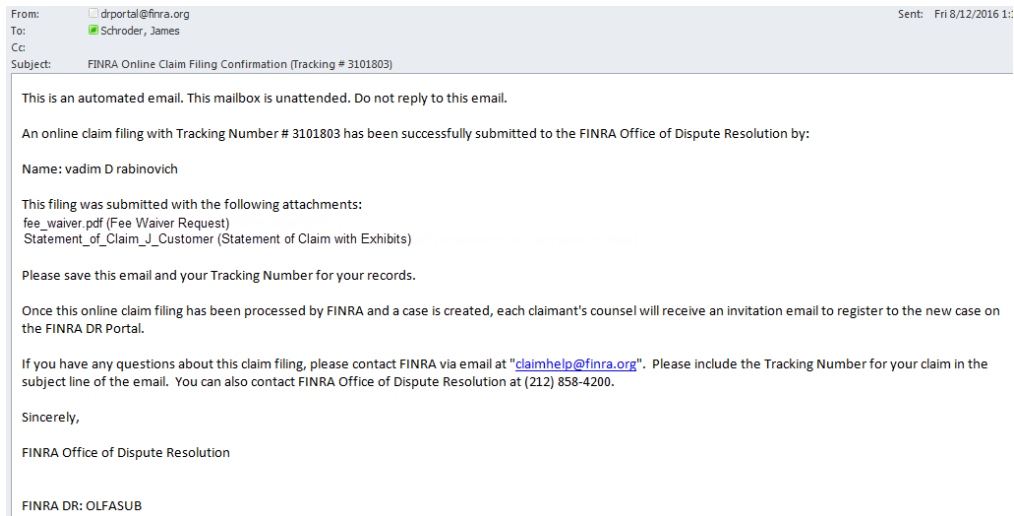 From: drportal@finra.org Sent: Fri 8/12/2016
To: Schroder, James
Cc:
Subject: FINRA Online Claim Filing Confirmation (Tracking # 3101803)
This is an automated email. This mailbox is unattended. Do not reply to this email.
An online claim filing with Tracking Number # 3101803 has been successfully submitted to the FINRA Office of Dispute Resolution by:
Name: vadim D rabinovich
This filing was submitted with the following attachments:
fee_waiver.pdf (Fee Waiver Request)
Statement_of_Claim_J_Customer (Statement of Claim with Exhibits)
Please save this email and your Tracking Number for your records.
Once this online claim filing has been processed by FINRA and a case is created, each claimant's counsel will receive an invitation email to register to the new case on
the FINRA DR Portal.
If you have any questions about this claim filing, please contact FINRA via email at "claimhelp@finra.org".  Please include the Tracking Number for your claim in the
subject line of the email.  You can also contact FINRA Office of Dispute Resolution at (212) 858-4200.
Sincerely,
FINRA Office of Dispute Resolution
FINRA DR: OLFASUB